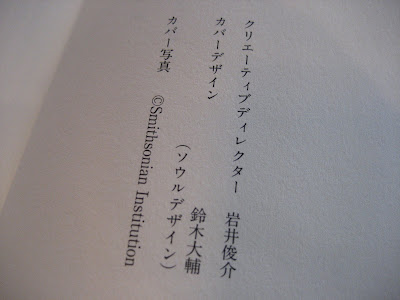 クリエーティブディレクター 岩井俊介
カバーデザイン 鈴木大輔
(ソウルデザイン)
カバー写真 ©Smithsonian Institution